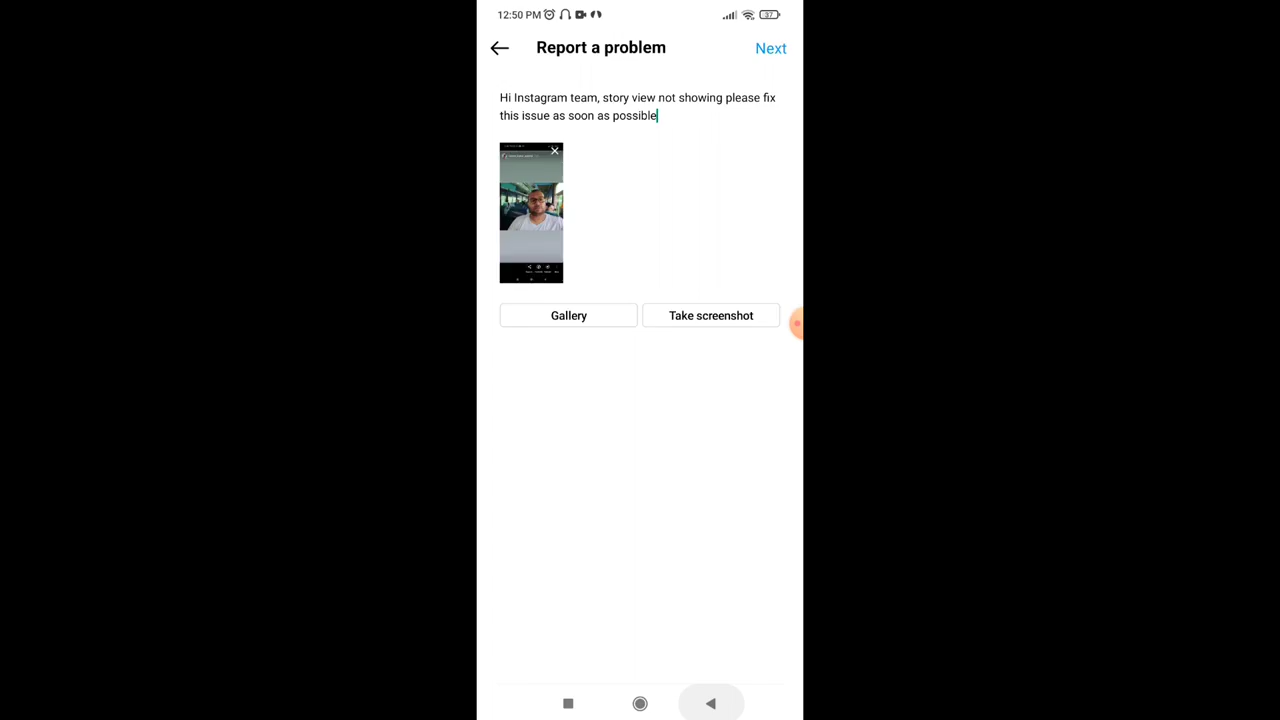 12:50 PM
37
Report a problem
Next
Hi Instagram team, story view not showing please fix
this issue as soon as possible
Gallery
Take screenshot